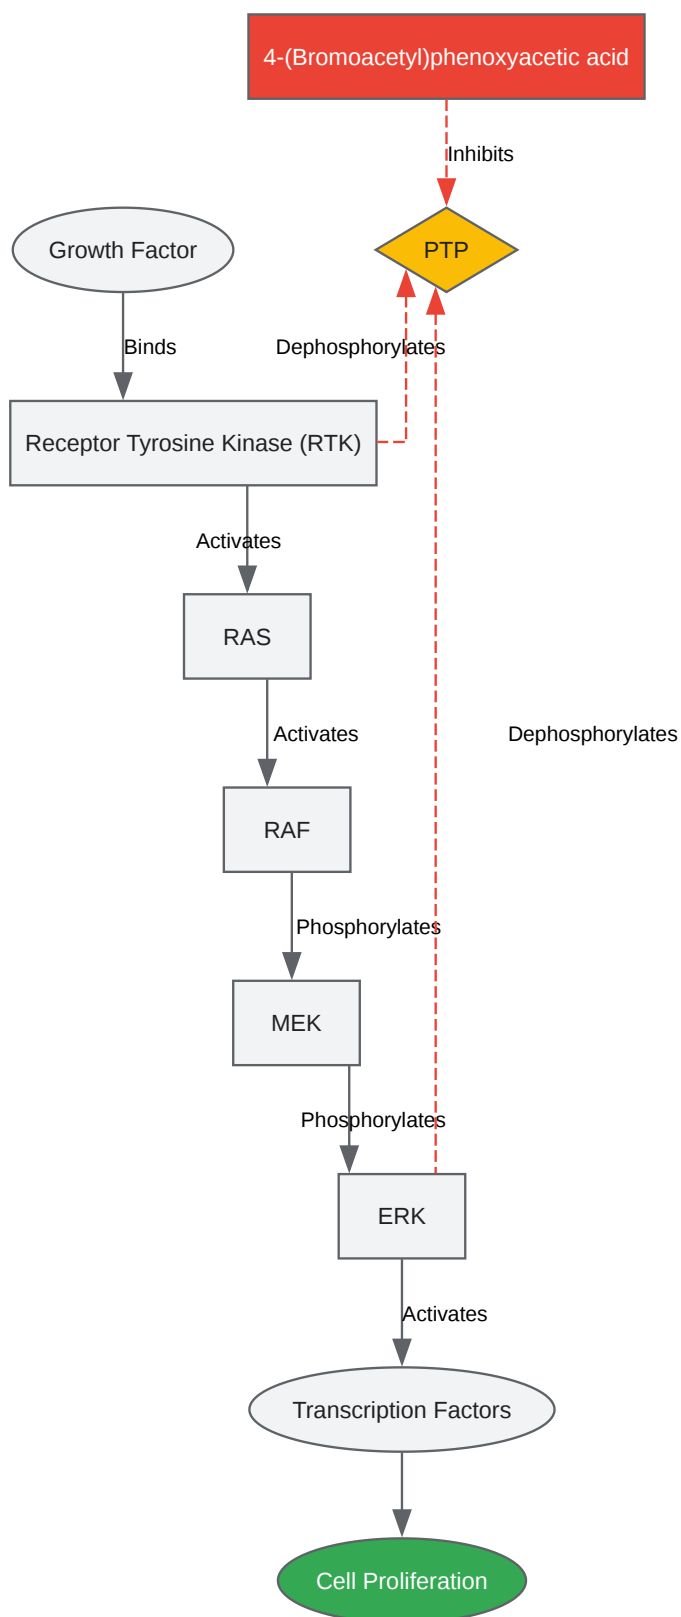 4-(Bromoacetyl)phenoxyacetic acid
Inhibits
Growth Factor
PTP
Binds
Dephosphorylates
Receptor Tyrosine Kinase (RTK)
Activates
RAS
Activates
Dephosphorylates
RAF
Phosphorylates
MEK
Phosphorylates
ERK
Activates
Transcription Factors
Cell Proliferation